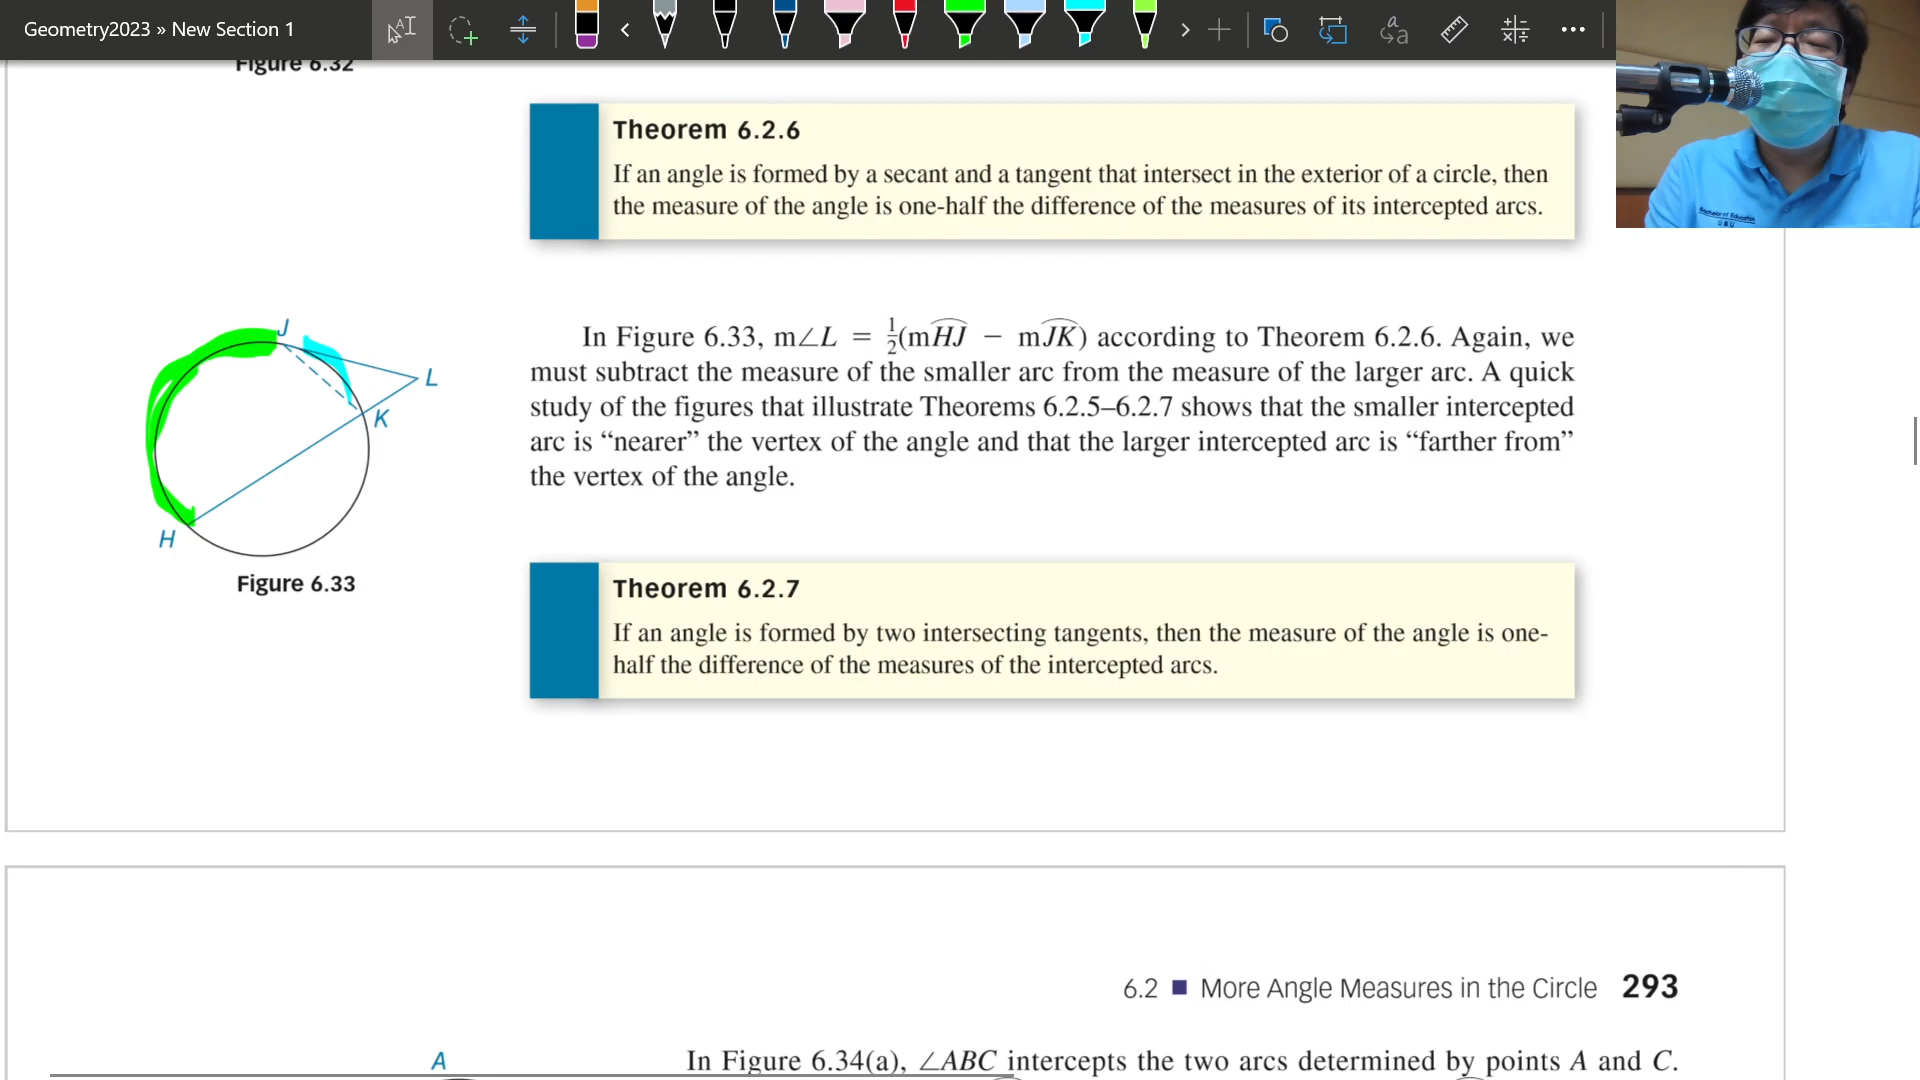 Geometry2023 » New Section 1
Figure 6.32
Theorem 6.2.6
If an angle is formed by a secant and a tangent that intersect in the exterior of a circle, then
the measure of the angle is one-half the difference of the measures of its intercepted arcs.
J
L
K
H
Figure 6.33
In Figure 6.33, m∠L = ½(mHJ − mJK) according to Theorem 6.2.6. Again, we
must subtract the measure of the smaller arc from the measure of the larger arc. A quick
study of the figures that illustrate Theorems 6.2.5–6.2.7 shows that the smaller intercepted
arc is “nearer” the vertex of the angle and that the larger intercepted arc is “farther from”
the vertex of the angle.
Theorem 6.2.7
If an angle is formed by two intersecting tangents, then the measure of the angle is one-
half the difference of the measures of the intercepted arcs.
6.2 ■ More Angle Measures in the Circle 293
A
In Figure 6.34(a), ∠ABC intercepts the two arcs determined by points A and C.
Bachelor of Education